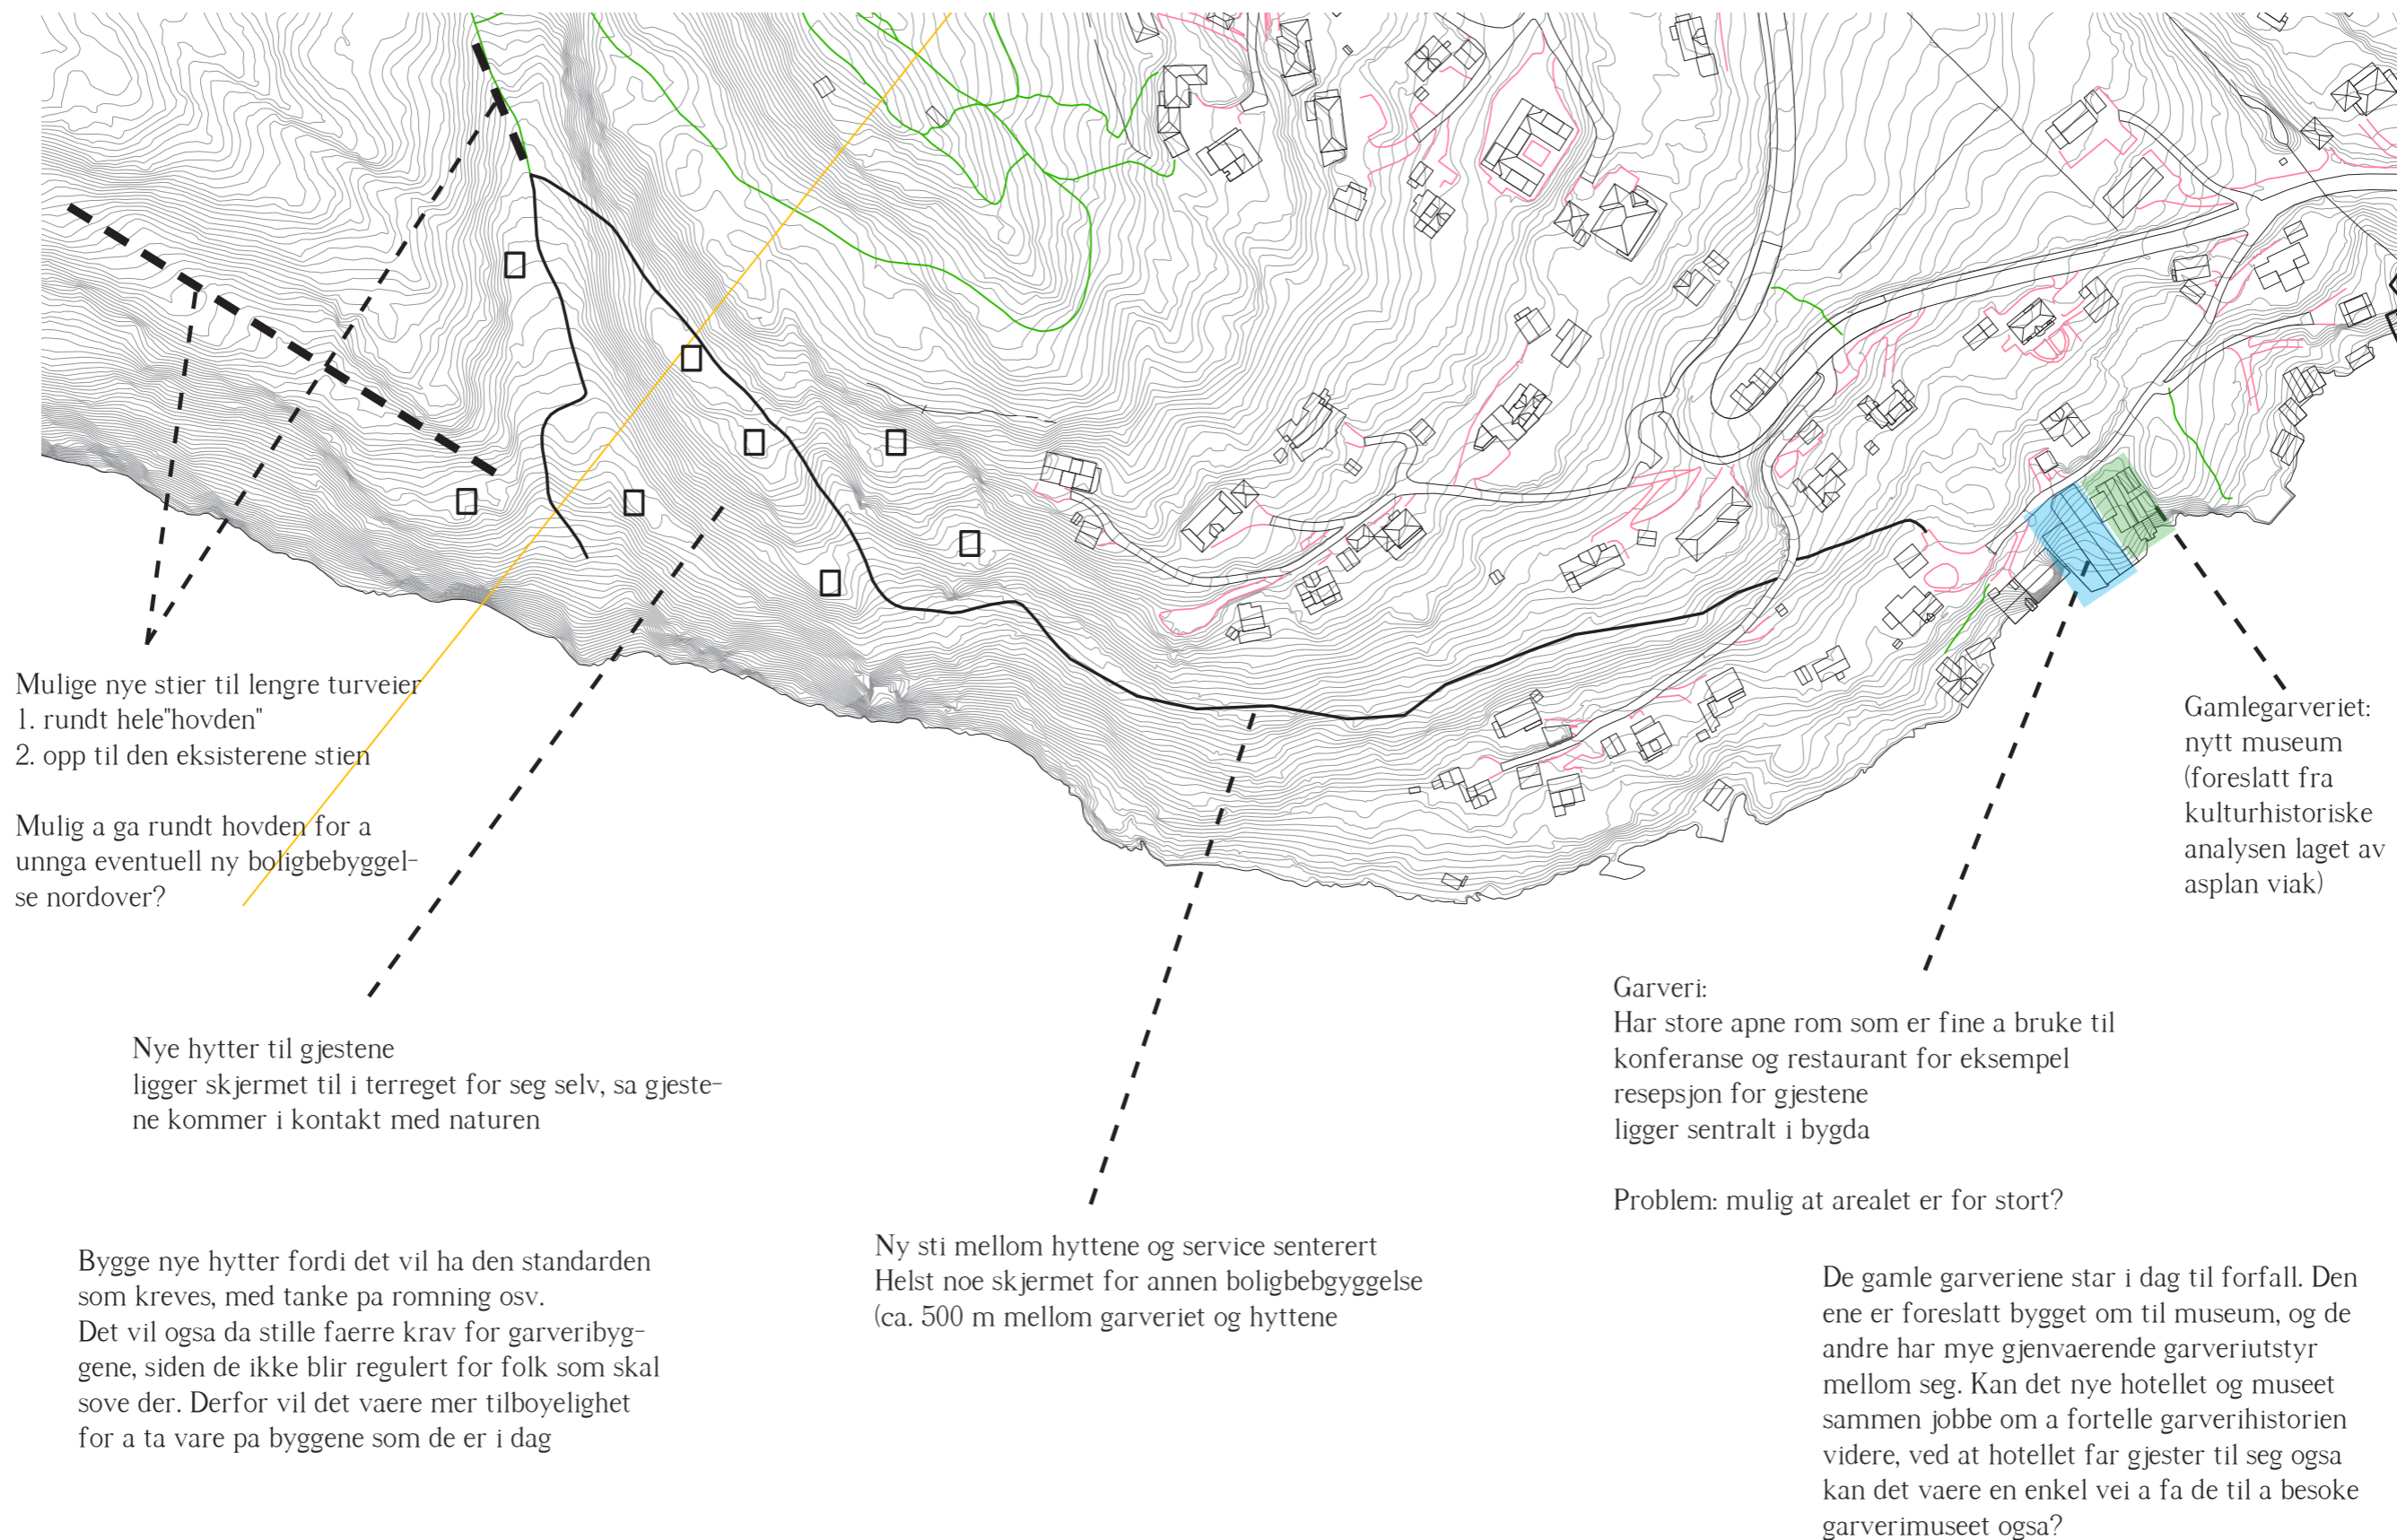 Mulige nye stier til lengre turveier
1. rundt hele"hovden"
2. opp til den eksisterene stien
Mulig a ga rundt hovden for a
unnga eventuell ny boligbebyggel-
se nordover?
Gamlegarveriet:
nytt museum
(foreslatt fra
kulturhistoriske
analysen laget av
asplan viak)
Nye hytter til gjestene
ligger skjermet til i terreget for seg selv, sa gjeste-
ne kommer i kontakt med naturen
Garveri:
Har store apne rom som er fine a bruke til
konferanse og restaurant for eksempel
resepsjon for gjestene
ligger sentralt i bygda
Problem: mulig at arealet er for stort?
Bygge nye hytter fordi det vil ha den standarden
som kreves, med tanke pa romning osv.
Det vil ogsa da stille faerre krav for garveribyg-
gene, siden de ikke blir regulert for folk som skal
sove der. Derfor vil det vaere mer tilboyelighet
for a ta vare pa byggene som de er i dag
Ny sti mellom hyttene og service senterert
Helst noe skjermet for annen boligbebgyggelse
(ca. 500 m mellom garveriet og hyttene
De gamle garveriene star i dag til forfall. Den
ene er foreslatt bygget om til museum, og de
andre har mye gjenvaerende garveriutstyr
mellom seg. Kan det nye hotellet og museet
sammen jobbe om a fortelle garverihistorien
videre, ved at hotellet far gjester til seg ogsa
kan det vaere en enkel vei a fa de til a besoke
garverimuseet ogsa?